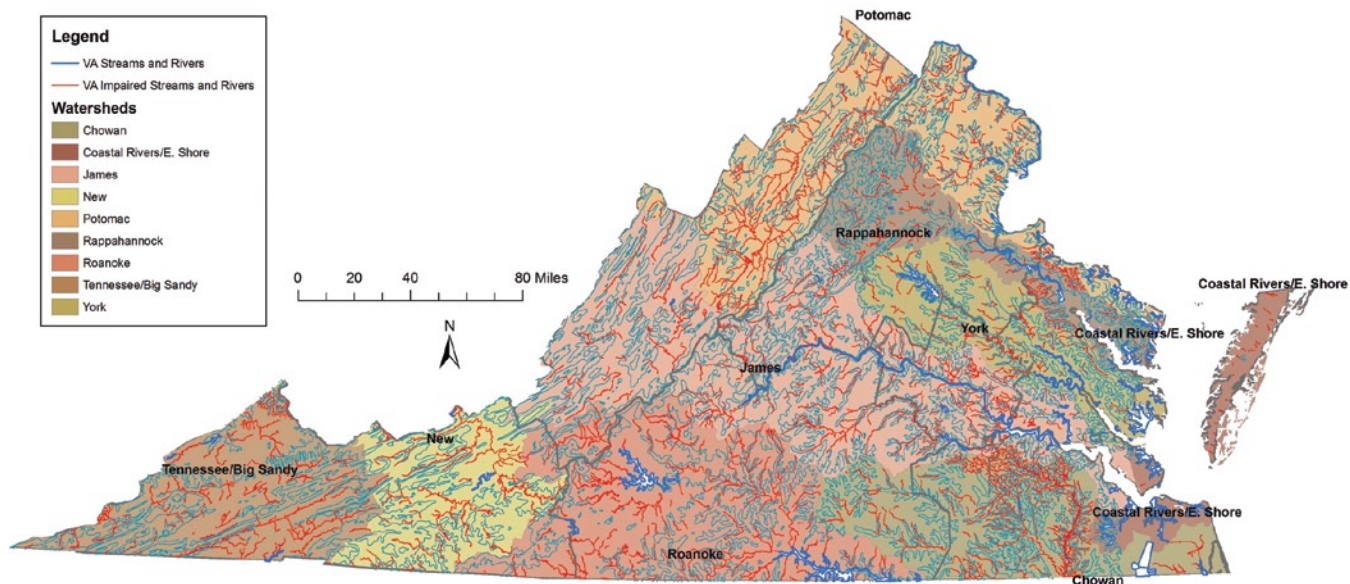 Legend
VA Streams and Rivers
VA Impaired Streams and Rivers
Watersheds
Chowan
Coastal Rivers/E. Shore
James
New
Potomac
Rappahannock
Roanoke
Tennessee/Big Sandy
York
0 20 40 80 Miles
N
Potomac
Rappahannock
Coastal Rivers/E. Shore
York
Coastal Rivers/E. Shore
James
New
Tennessee/Big Sandy
Coastal Rivers/E. Shore
Roanoke
Chowan